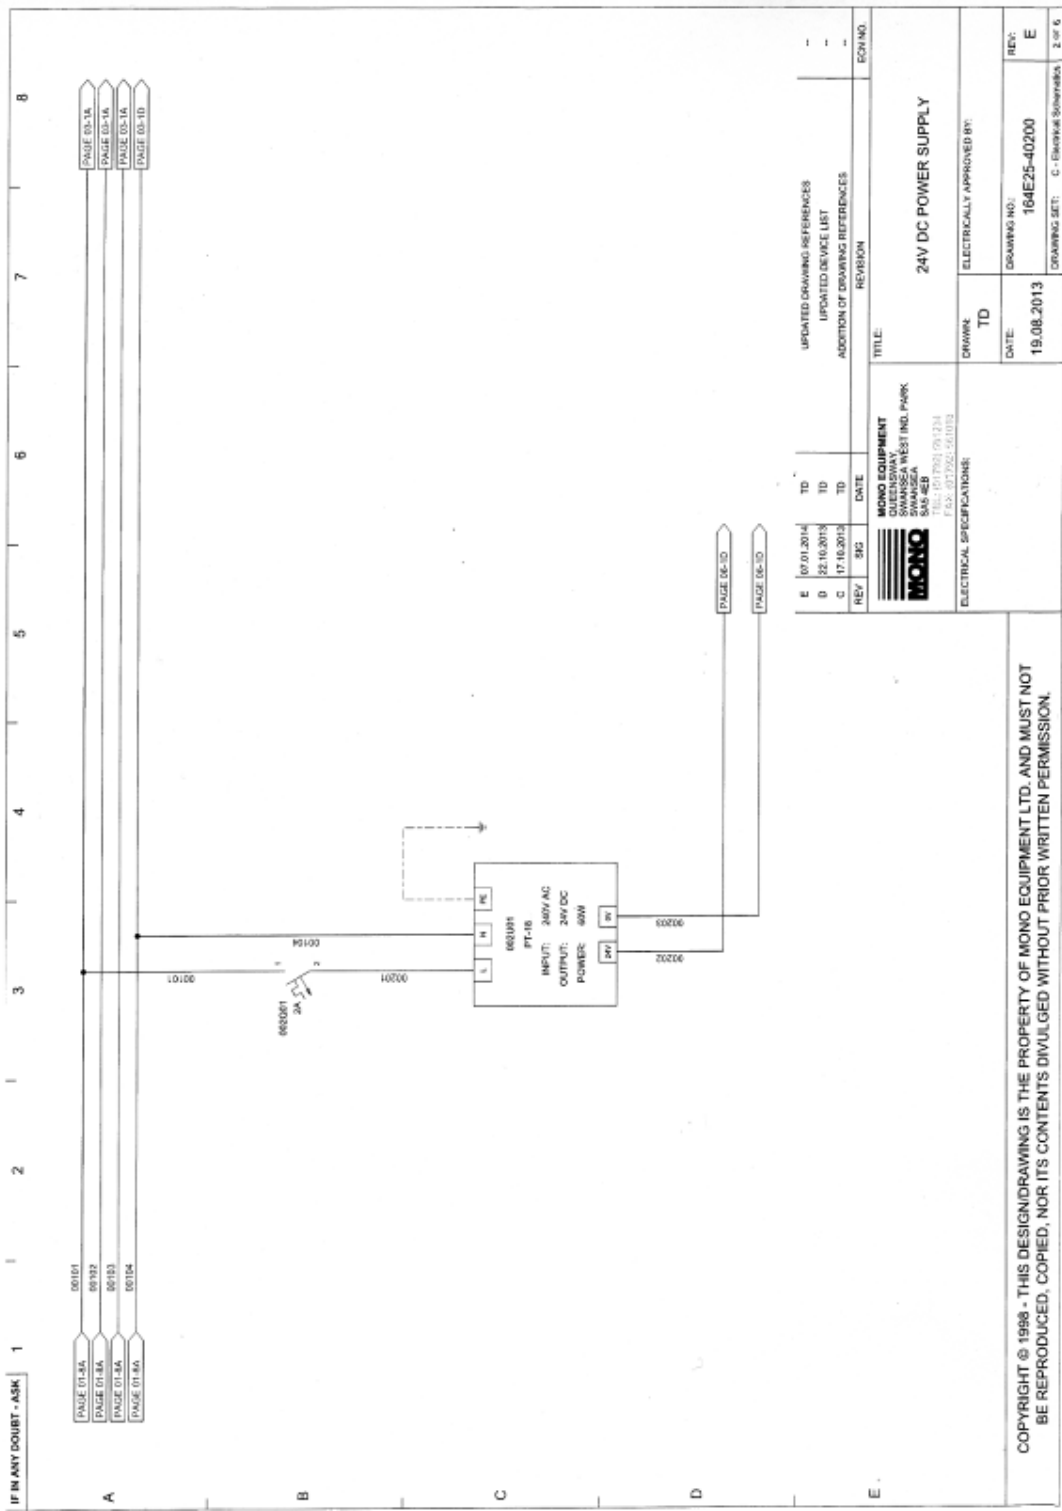 IF IN ANY DOUBT - ASK
1
2
3
4
5
6
7
8
A
B
C
D
E
PAGE 01-8A
PAGE 01-8A
PAGE 01-8A
PAGE 01-8A
00101
00102
00103
00104
PAGE 03-1A
PAGE 03-1A
PAGE 03-1A
PAGE 03-1D
00101
00104
1
2
002Q01
2A
00201
L
N
PE
002U01
PT-16
INPUT: 240V AC
OUTPUT: 24V DC
POWER: 60W
24V
0V
00202
00203
PAGE 06-1D
PAGE 06-1D
E 07.01.2014 TD UPDATED DRAWING REFERENCES --
D 22.10.2013 TD UPDATED DEVICE LIST --
C 17.10.2013 TD ADDITION OF DRAWING REFERENCES --
REV SIG DATE REVISION ECN NO.
MONO
MONO EQUIPMENT
QUEENSWAY,
SWANSEA WEST IND. PARK
SWANSEA
SA5 4EB
TITLE:
24V DC POWER SUPPLY
ELECTRICAL SPECIFICATIONS:
DRAWN:
TD
ELECTRICALLY APPROVED BY:
DATE:
19.08.2013
DRAWING NO.:
164E25-40200
REV:
E
DRAWING SET: C - Electrical Schematics 2 of 6
COPYRIGHT © 1998 - THIS DESIGN/DRAWING IS THE PROPERTY OF MONO EQUIPMENT LTD. AND MUST NOT
BE REPRODUCED, COPIED, NOR ITS CONTENTS DIVULGED WITHOUT PRIOR WRITTEN PERMISSION.